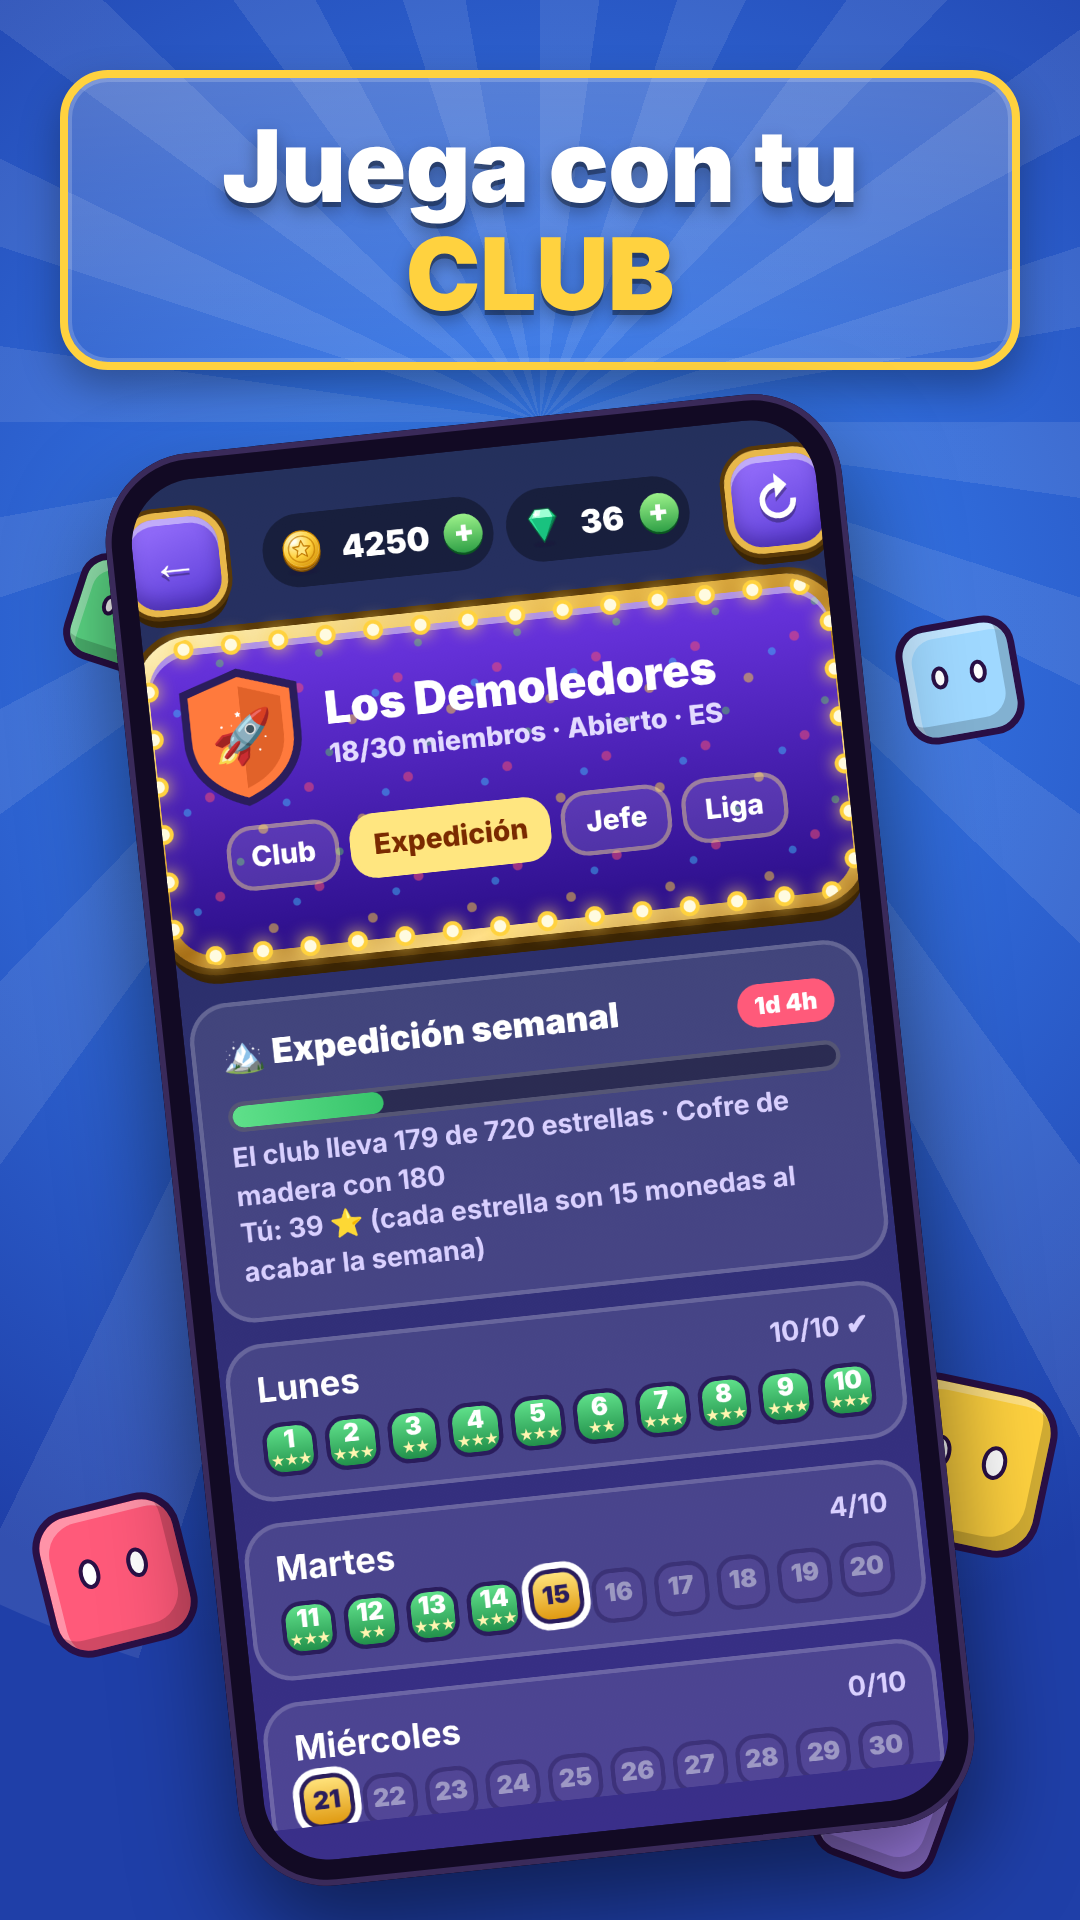 Juega con tu
CLUB
←
4250 +
36 +
Los Demoledores
18/30 miembros · Abierto · ES
Club
Expedición
Jefe
Liga
Expedición semanal
1d 4h
El club lleva 179 de 720 estrellas · Cofre de
madera con 180
Tú: 39 ⭐ (cada estrella son 15 monedas al
acabar la semana)
Lunes
10/10 ✔
1 2 3 4 5 6 7 8 9 10
★★★ ★★★ ★★ ★★★ ★★★ ★★ ★★★ ★★★ ★★★ ★★★
Martes
4/10
11 12 13 14 15 16 17 18 19 20
★★★ ★★ ★★★ ★★★
Miércoles
0/10
21 22 23 24 25 26 27 28 29 30